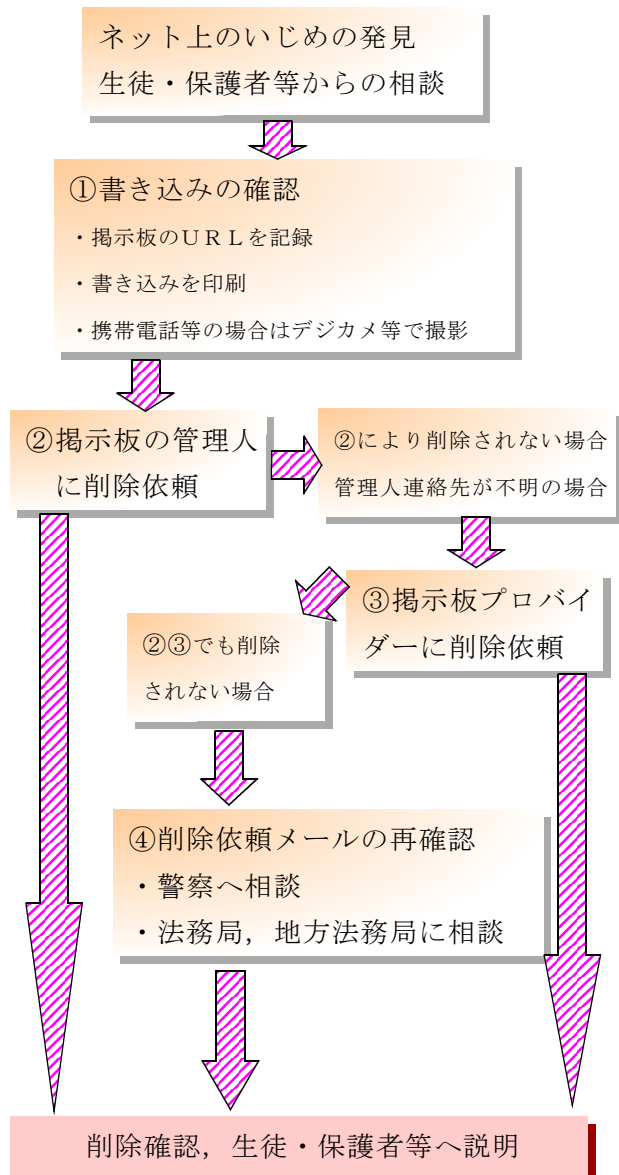 ネット上のいじめの発見
生徒・保護者等からの相談
①書き込みの確認
・掲示板のＵＲＬを記録
・書き込みを印刷
・携帯電話等の場合はデジカメ等で撮影
②掲示板の管理人
に削除依頼
②により削除されない場合
管理人連絡先が不明の場合
③掲示板プロバイ
ダーに削除依頼
②③でも削除
されない場合
④削除依頼メールの再確認
・警察へ相談
・法務局，地方法務局に相談
削除確認，生徒・保護者等へ説明